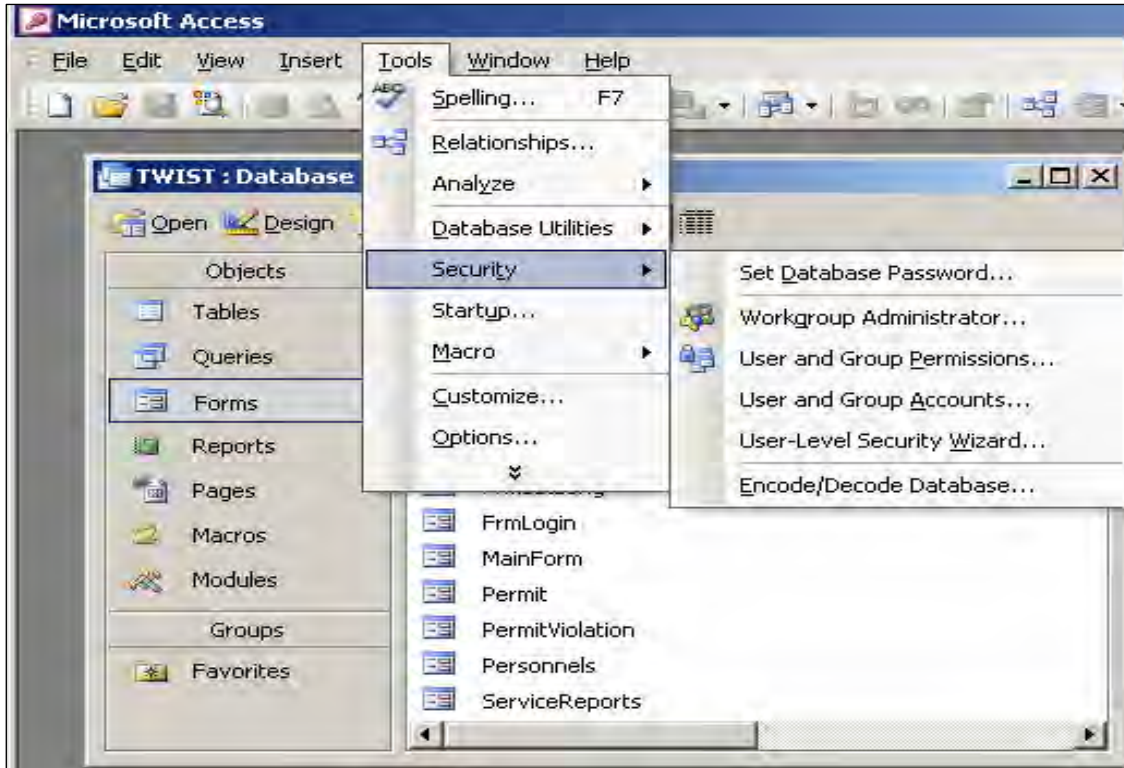 Microsoft Access
File Edit View Insert Tools Window Help
Spelling... F7
Relationships...
Analyze
Database Utilities
Security
Startup...
Macro
Customize...
Options...
Set Database Password...
Workgroup Administrator...
User and Group Permissions...
User and Group Accounts...
User-Level Security Wizard...
Encode/Decode Database...
TWIST : Database
Open Design
Objects
Tables
Queries
Forms
Reports
Pages
Macros
Modules
Groups
Favorites
FrmLogin
MainForm
Permit
PermitViolation
Personnels
ServiceReports